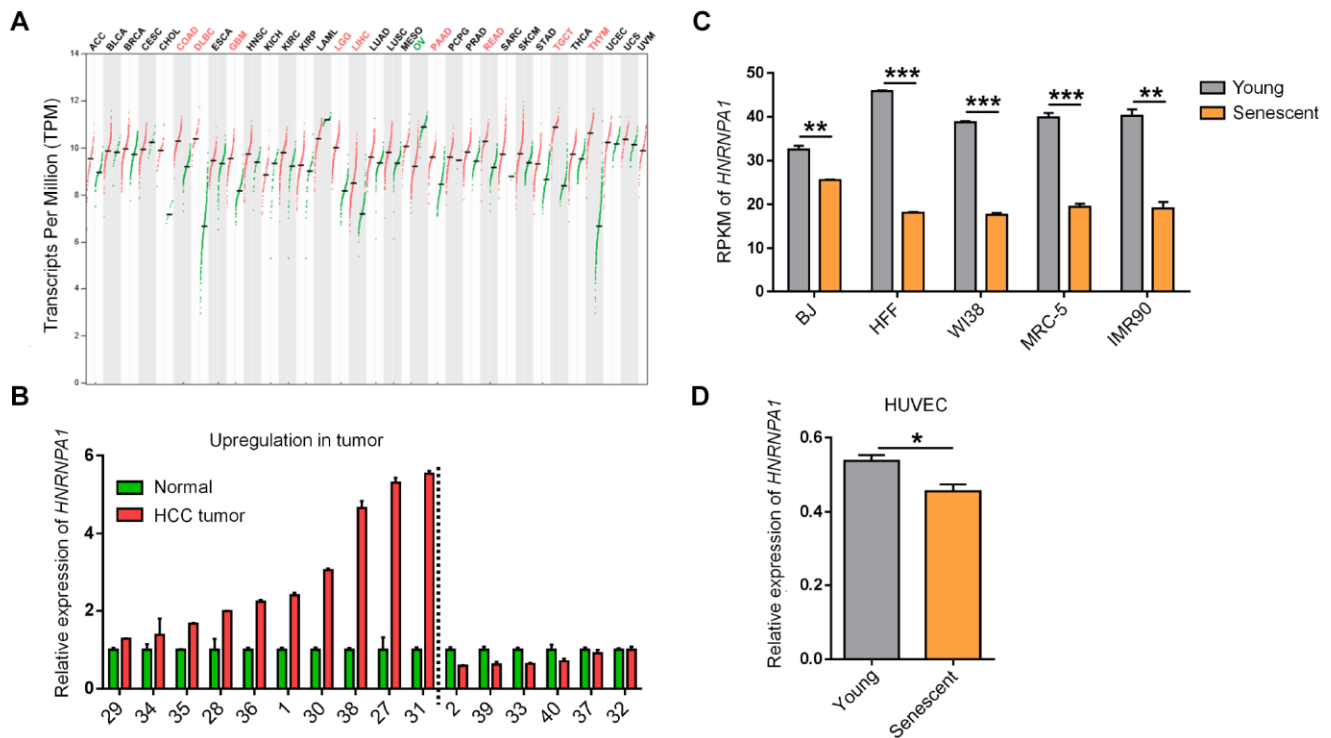 A
ACC BLCA BRCA CESC CHOL COAD DLBC ESCA GBM HNSC KICH KIRC KIRP LAML LGG LIHC LUAD LUSC MESO OV PAAD PCPG PRAD READ SARC SKCM STAD TGCT THCA THYM UCEC UCS UVM
Transcripts Per Million (TPM)
14
12
10
8
6
4
2
0
B
Upregulation in tumor
Relative expression of HNRNPA1
6
4
2
0
Normal
HCC tumor
29 34 35 28 36 1 30 38 27 31 2 39 33 40 37 32
C
RPKM of HNRNPA1
50
40
30
20
10
0
** *** *** *** **
Young
Senescent
BJ HFF WI38 MRC-5 IMR90
D
HUVEC
Relative expression of HNRNPA1
0.6
0.4
0.2
0.0
*
Young Senescent